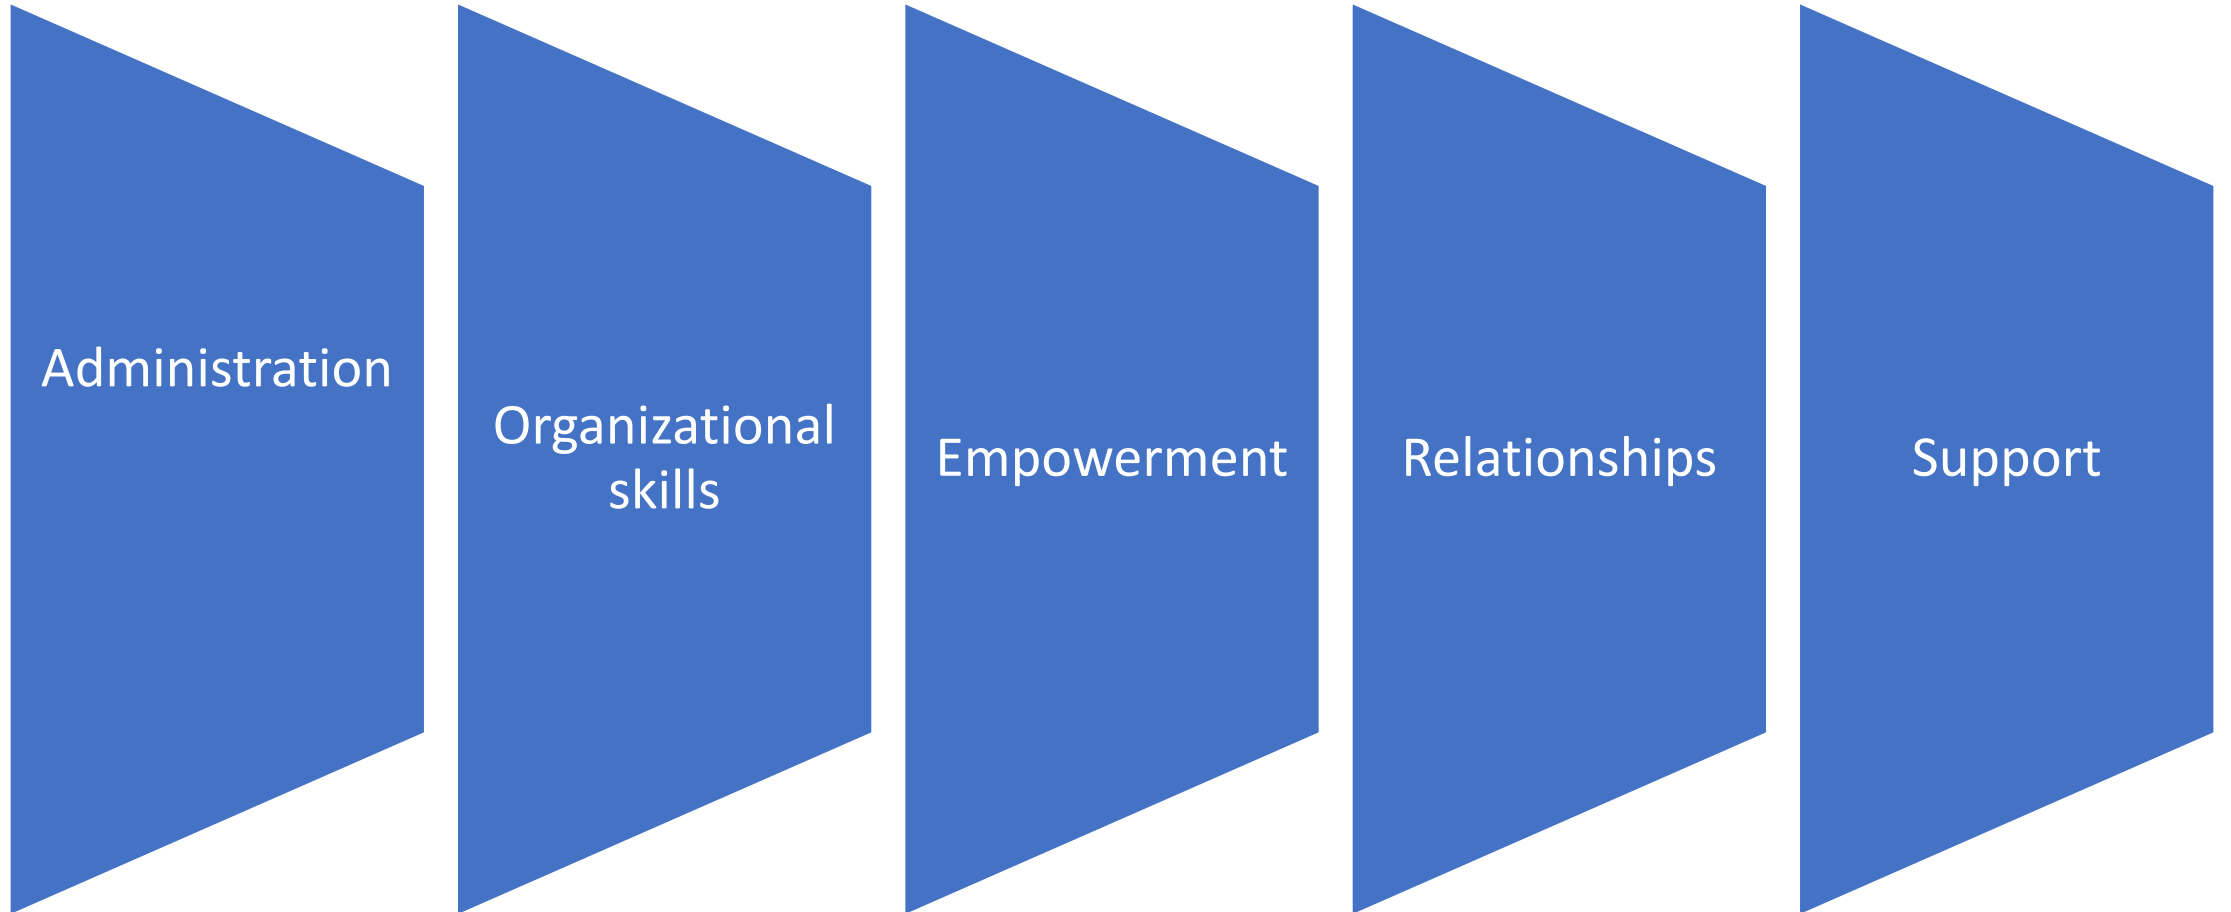 Administration
Organizational
skills
Empowerment
Relationships
Support